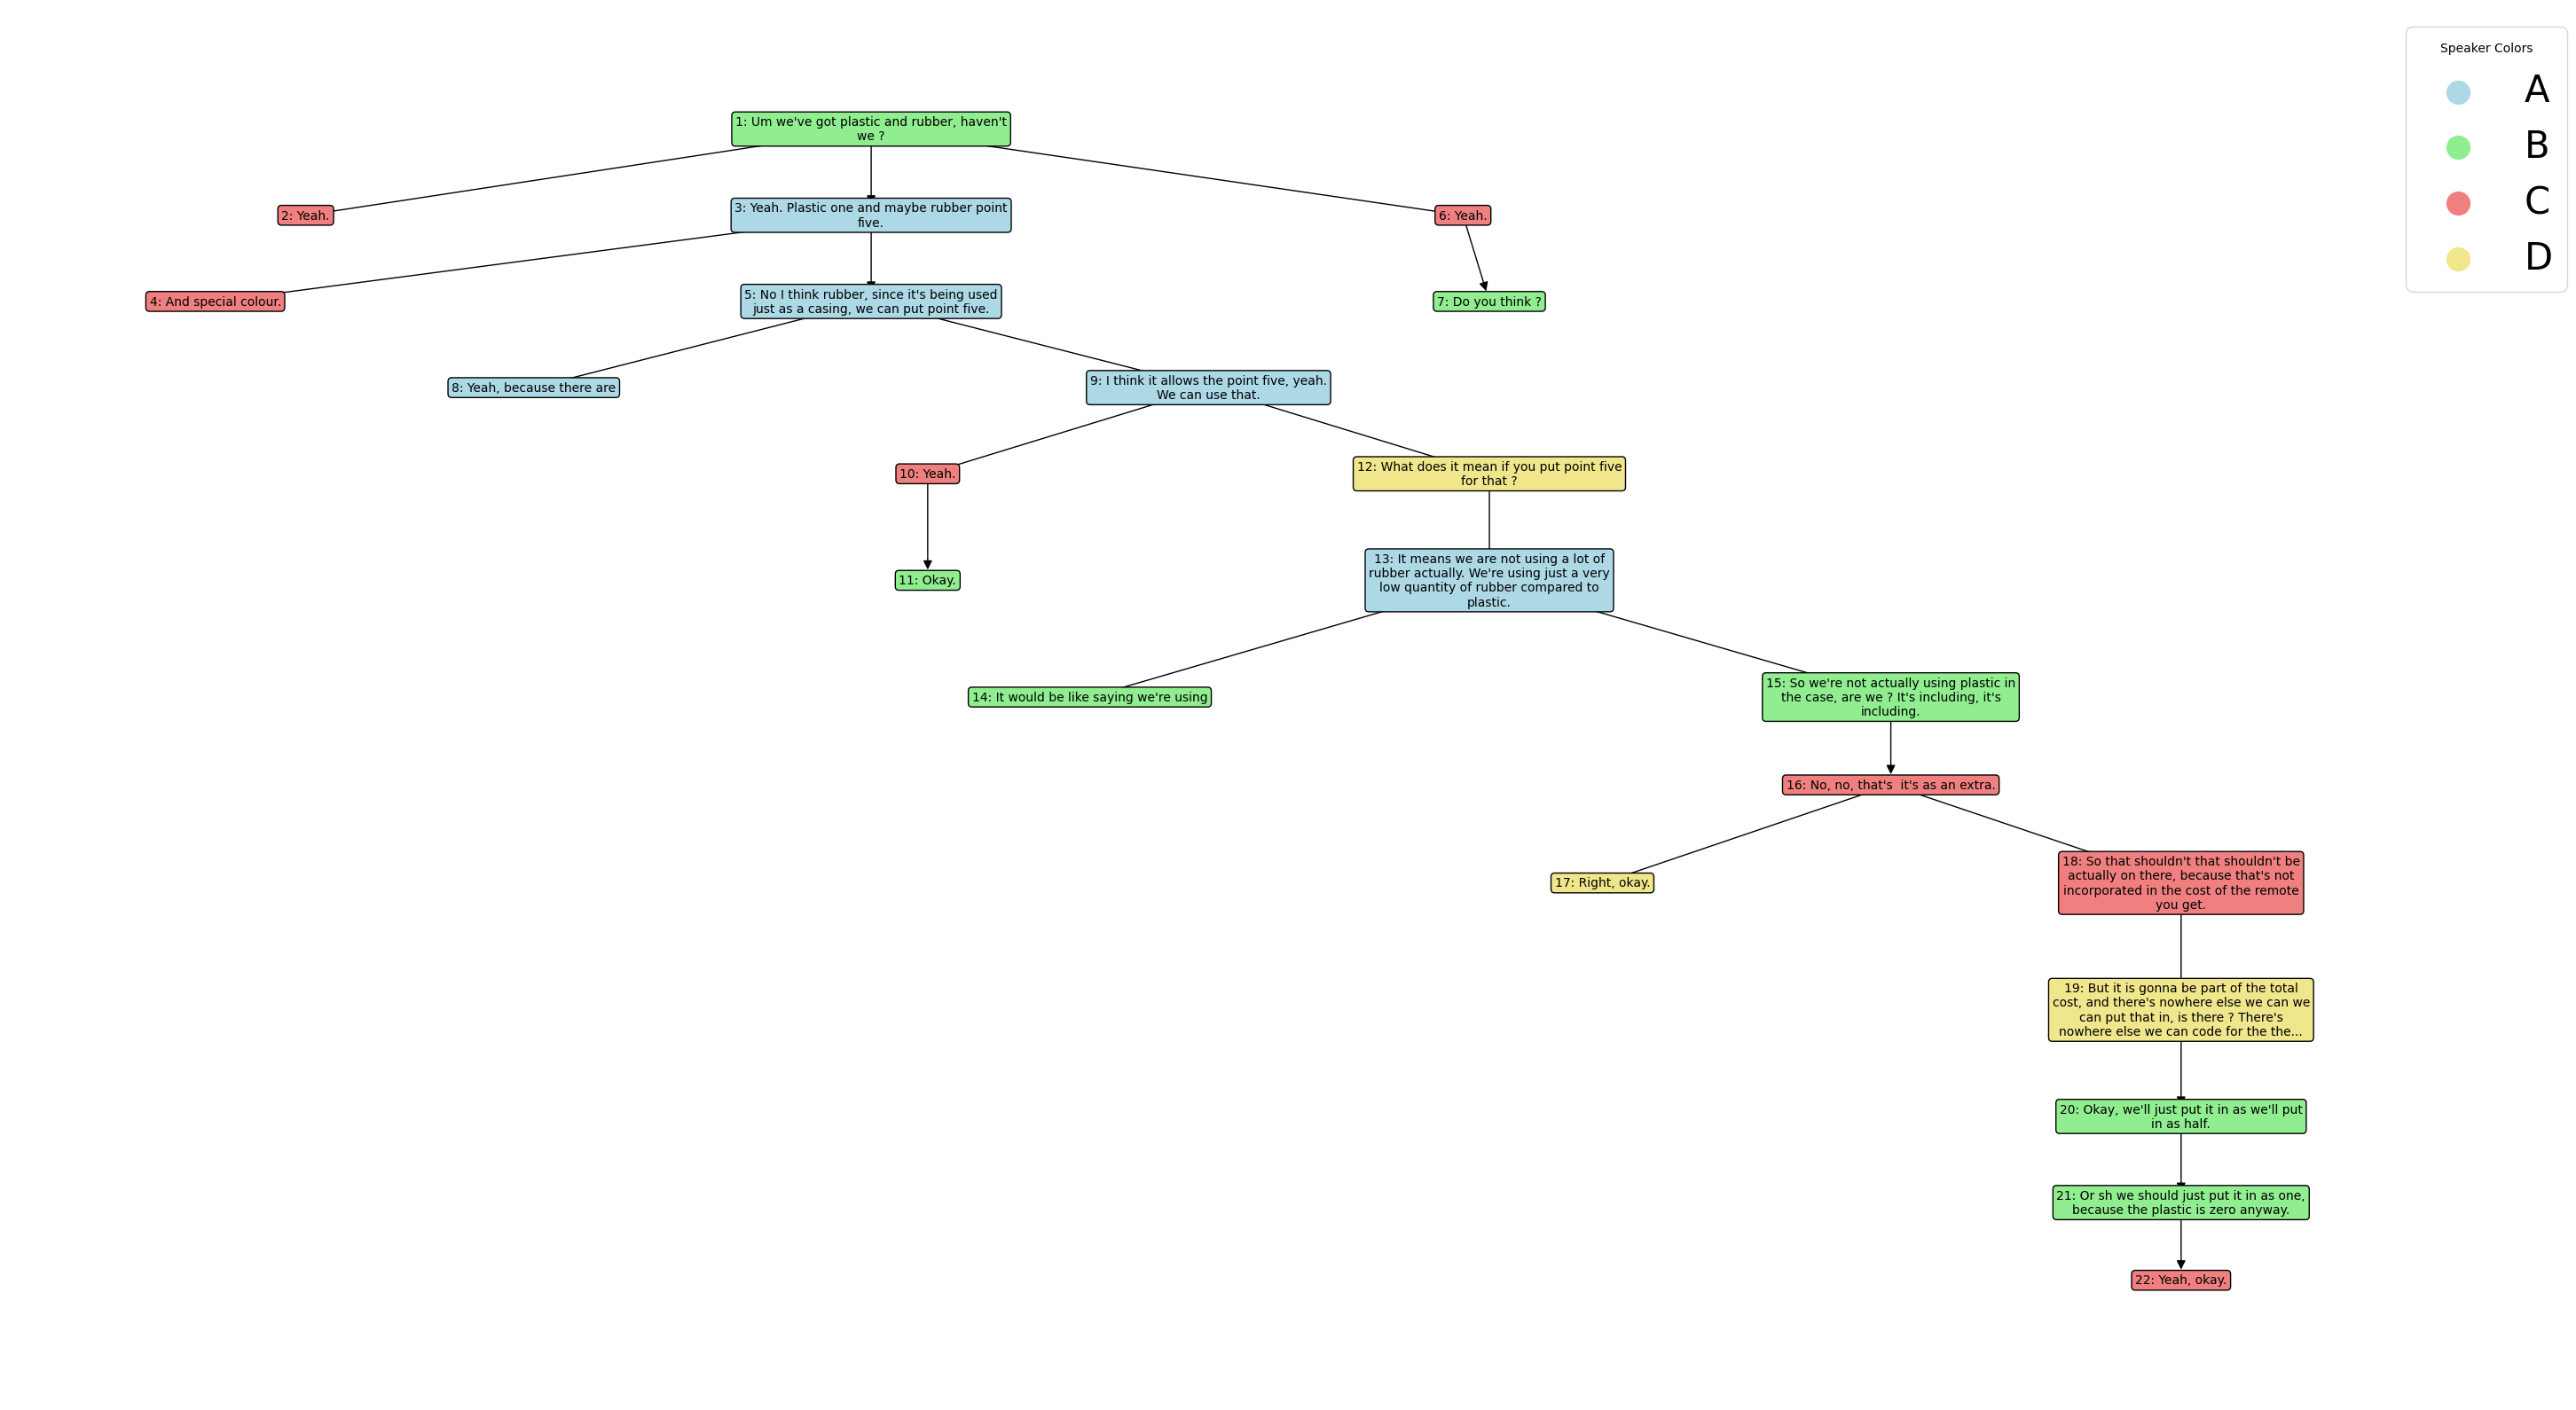 Speaker Colors
A
B
C
D
1: Um we've got plastic and rubber, haven't
we ?
2: Yeah.
3: Yeah. Plastic one and maybe rubber point
five.
6: Yeah.
4: And special colour.
5: No I think rubber, since it's being used
just as a casing, we can put point five.
7: Do you think ?
8: Yeah, because there are
9: I think it allows the point five, yeah.
We can use that.
10: Yeah.
12: What does it mean if you put point five
for that ?
11: Okay.
13: It means we are not using a lot of
rubber actually. We're using just a very
low quantity of rubber compared to
plastic.
14: It would be like saying we're using
15: So we're not actually using plastic in
the case, are we ? It's including, it's
including.
16: No, no, that's  it's as an extra.
17: Right, okay.
18: So that shouldn't that shouldn't be
actually on there, because that's not
incorporated in the cost of the remote
you get.
19: But it is gonna be part of the total
cost, and there's nowhere else we can we
can put that in, is there ? There's
nowhere else we can code for the the...
20: Okay, we'll just put it in as we'll put
in as half.
21: Or sh we should just put it in as one,
because the plastic is zero anyway.
22: Yeah, okay.